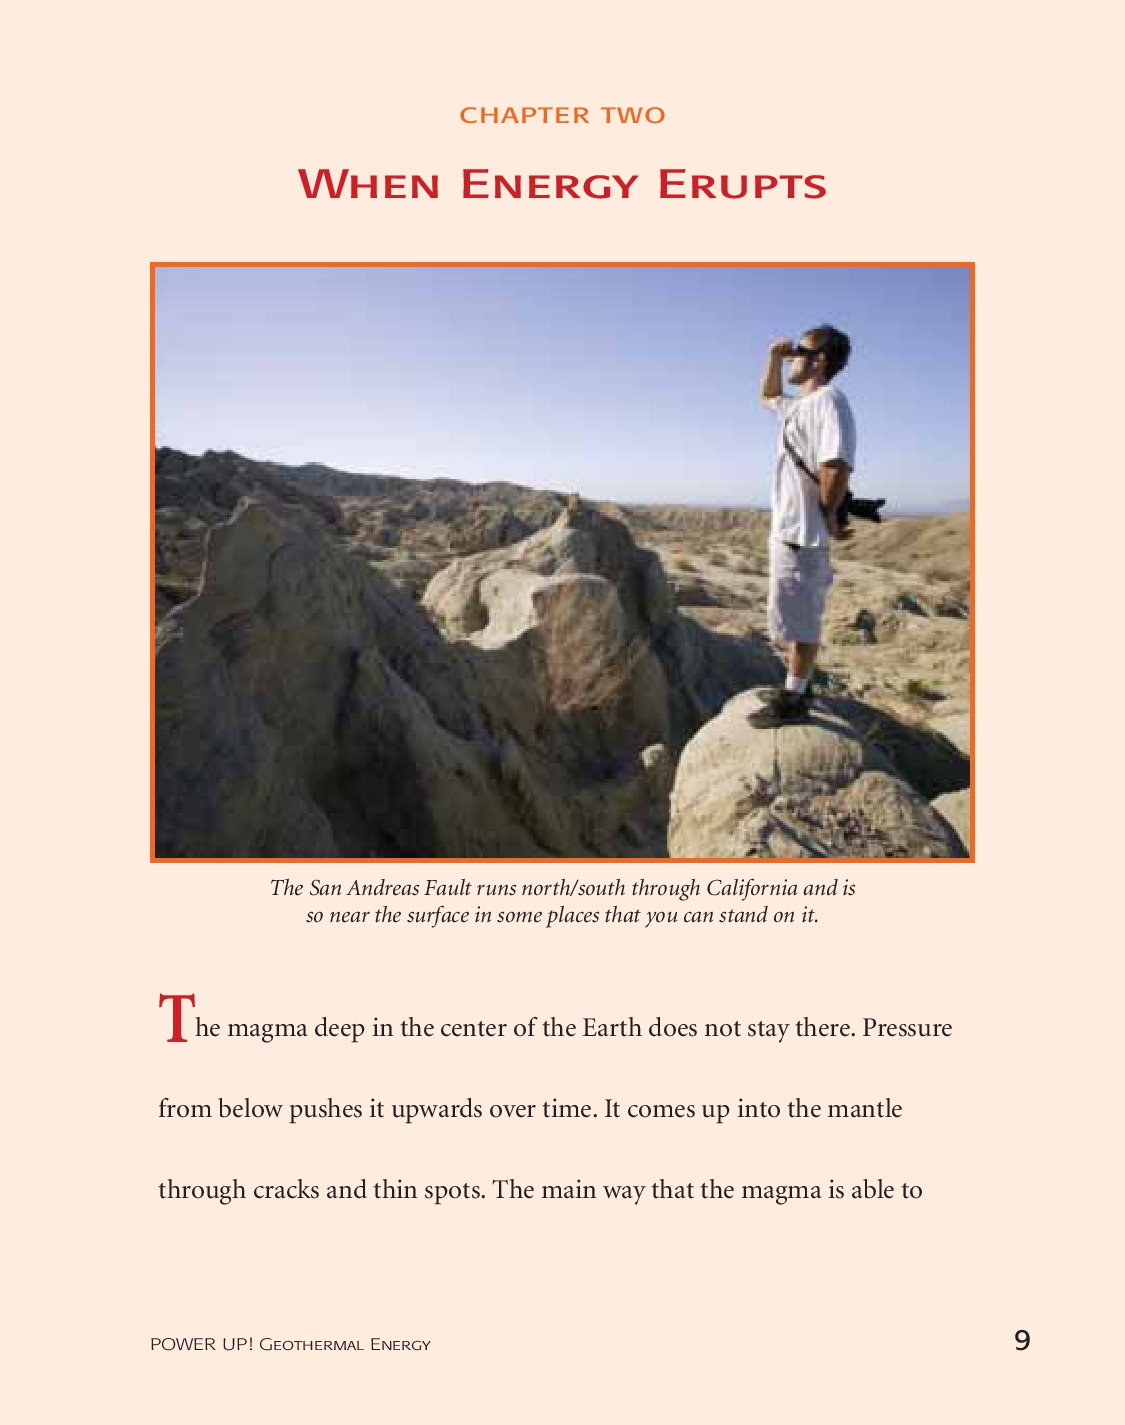 CHAPTER TWO
When Energy Erupts
The San Andreas Fault runs north/south through California and is
so near the surface in some places that you can stand on it.
The magma deep in the center of the Earth does not stay there. Pressure
from below pushes it upwards over time. It comes up into the mantle
through cracks and thin spots. The main way that the magma is able to
POWER UP! Geothermal Energy
9